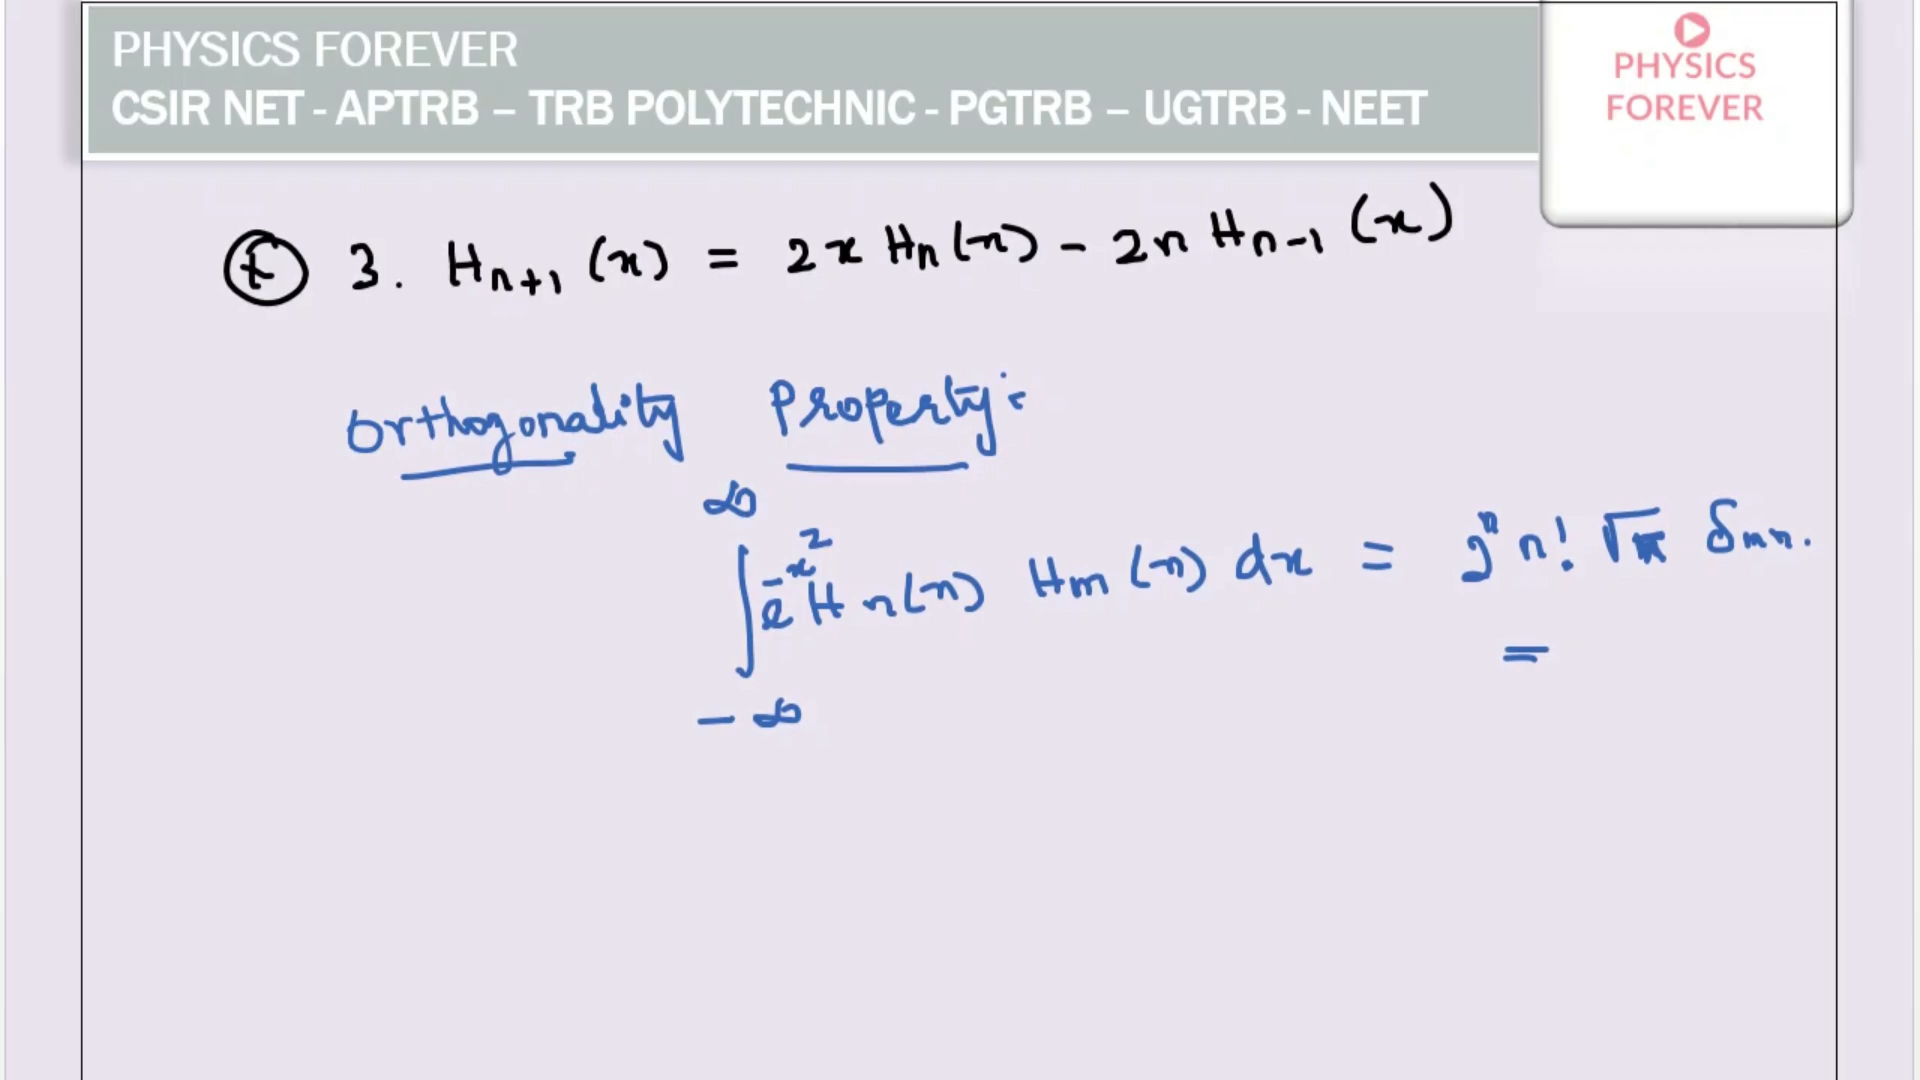 PHYSICS FOREVER
CSIR NET - APTRB – TRB POLYTECHNIC - PGTRB – UGTRB - NEET
PHYSICS
FOREVER
3. Hₙ₊₁ (x) = 2x Hₙ(x) - 2n Hₙ₋₁ (x)
Orthogonality Property:
∫_{-∞}^{∞} e^{-x²} Hn(x) Hm(x) dx = 2ⁿ n! √π δmn.